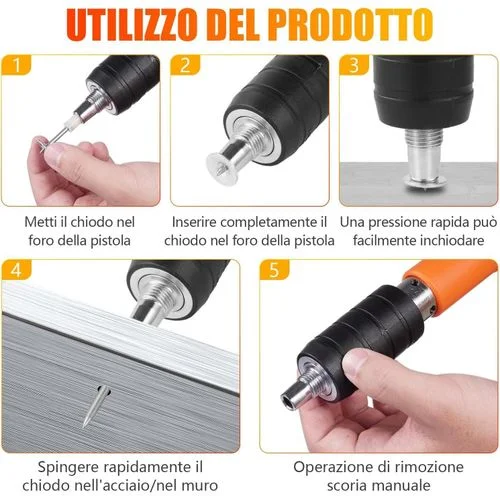 UTILIZZO DEL PRODOTTO
1
2
3
Metti il chiodo nel
foro della pistola
Inserire completamente il
chiodo nel foro della pistola
Una pressione rapida può
facilmente inchiodare
4
5
Spingere rapidamente il
chiodo nell'acciaio/nel muro
Operazione di rimozione
scoria manuale